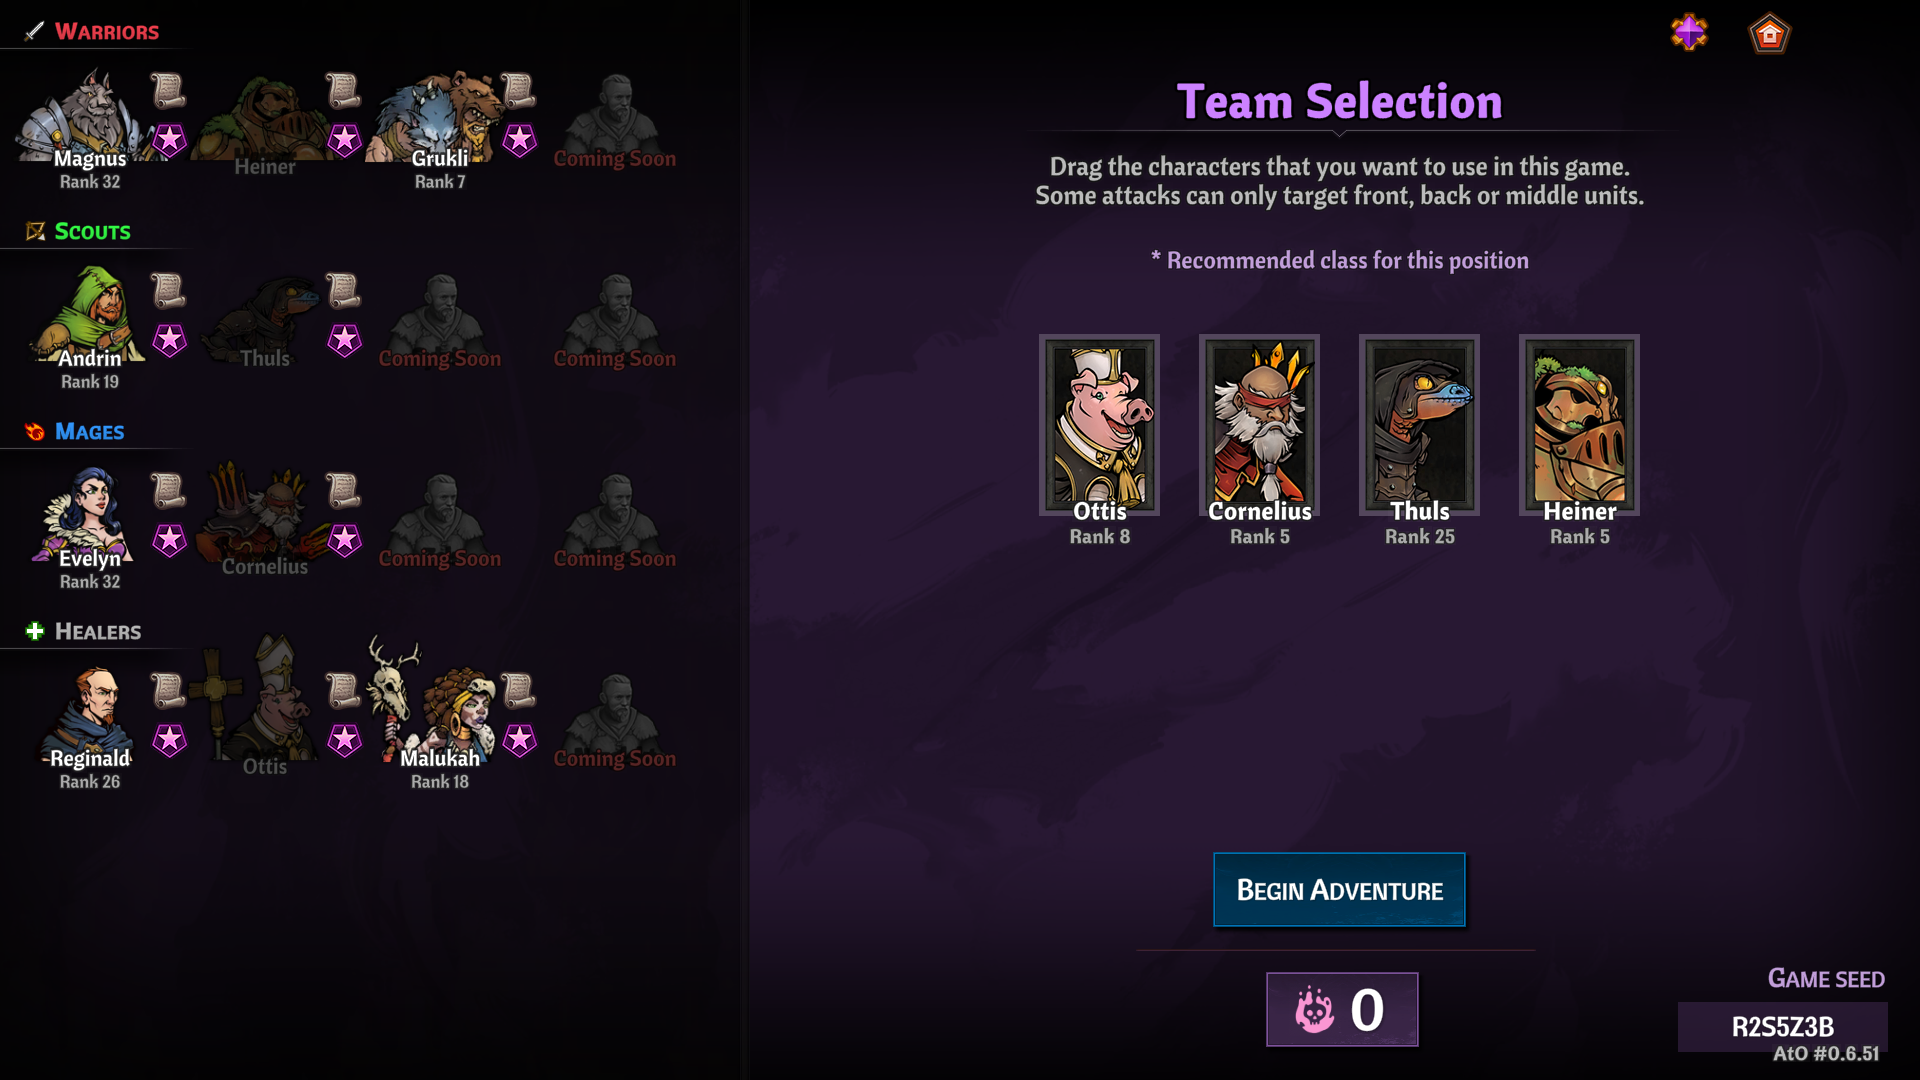 WARRIORS
Magnus
Rank 32
Heiner
Grukli
Rank 7
Coming Soon
SCOUTS
Andrin
Rank 19
Thuls
Coming Soon
Coming Soon
MAGES
Evelyn
Rank 32
Cornelius
Coming Soon
Coming Soon
HEALERS
Reginald
Rank 26
Ottis
Malukah
Rank 18
Coming Soon
Team Selection
Drag the characters that you want to use in this game.
Some attacks can only target front, back or middle units.
* Recommended class for this position
Ottis
Rank 8
Cornelius
Rank 5
Thuls
Rank 25
Heiner
Rank 5
BEGIN ADVENTURE
0
GAME SEED
R2S5Z3B
AtO #0.6.51